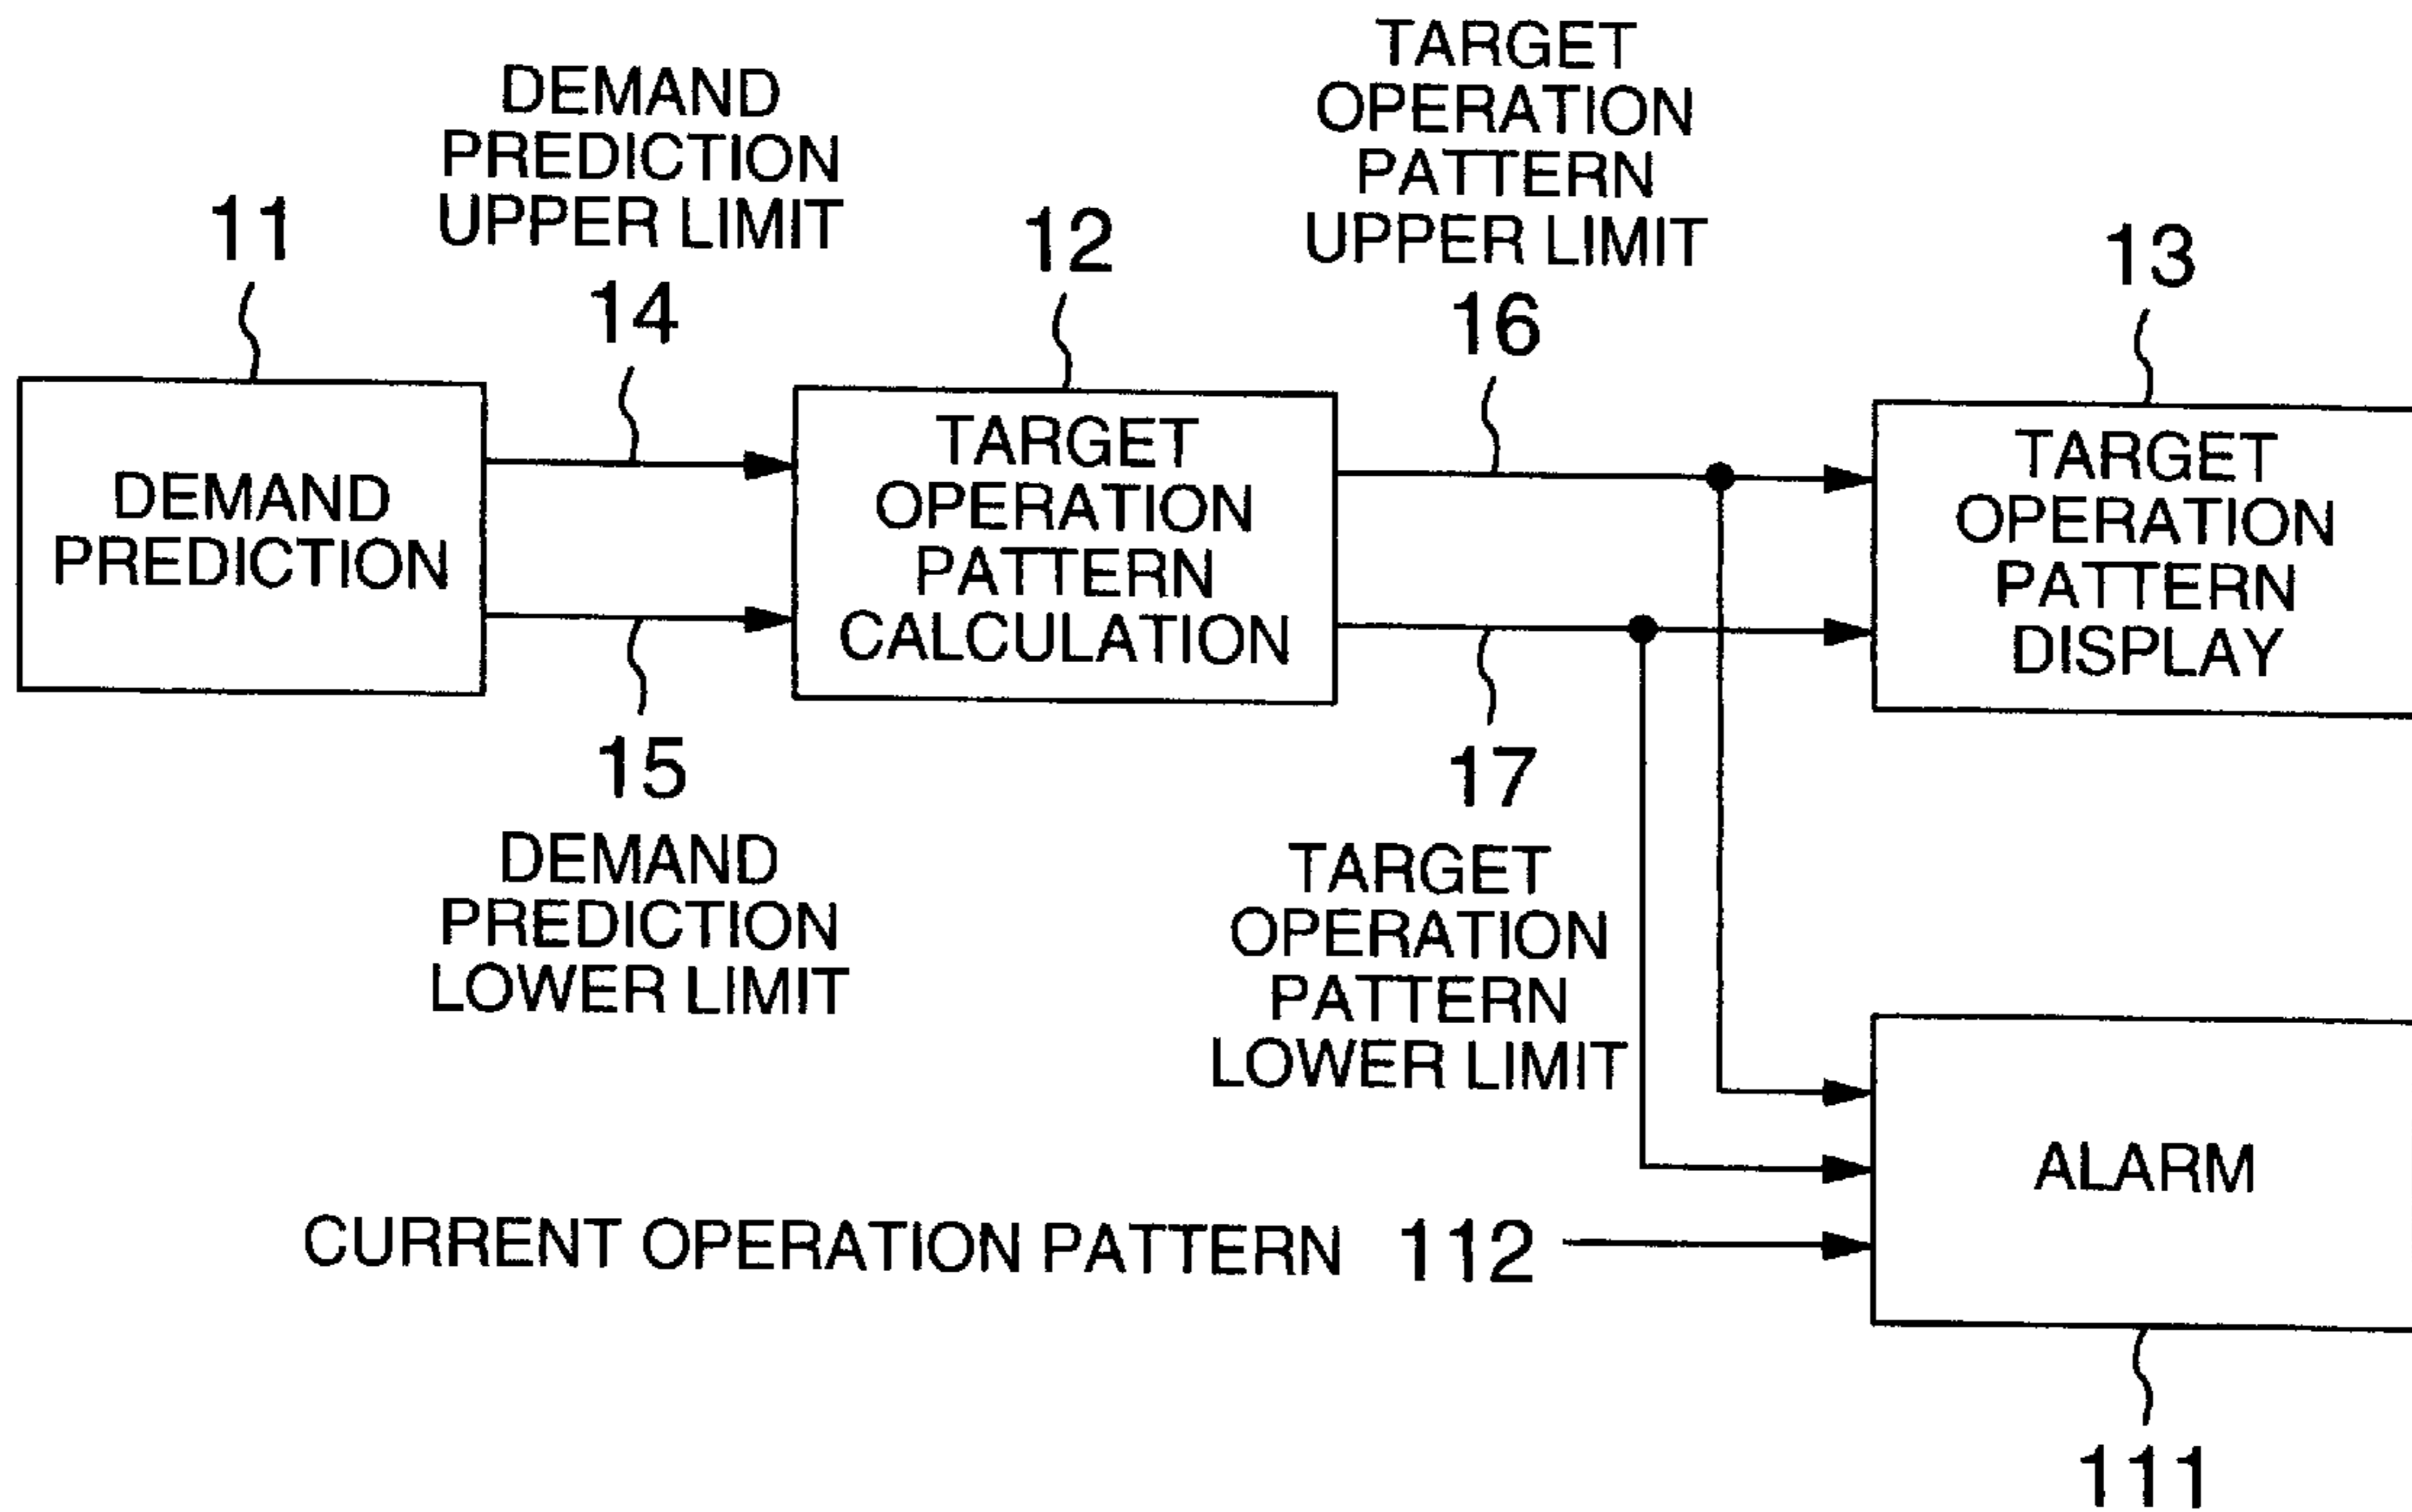 TARGET
OPERATION
PATTERN
UPPER LIMIT
16
DEMAND
PREDICTION
UPPER LIMIT
14
11
12
13
DEMAND
PREDICTION
TARGET
OPERATION
PATTERN
CALCULATION
TARGET
OPERATION
PATTERN
DISPLAY
15
DEMAND
PREDICTION
LOWER LIMIT
17
TARGET
OPERATION
PATTERN
LOWER LIMIT
ALARM
CURRENT OPERATION PATTERN 112
111